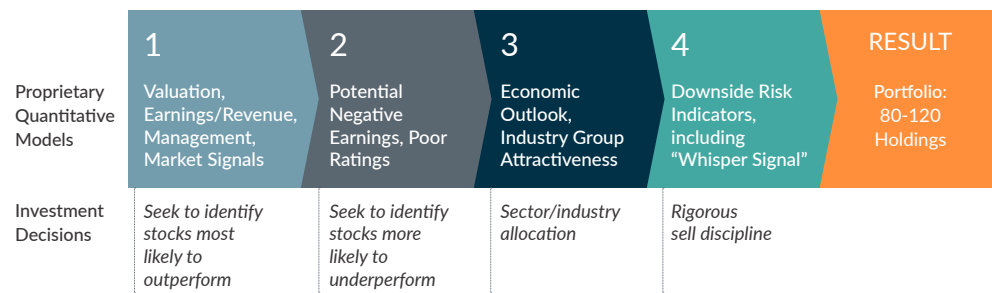 Proprietary
Quantitative
Models
1
Valuation,
Earnings/Revenue,
Management,
Market Signals
2
Potential
Negative
Earnings, Poor
Ratings
3
Economic
Outlook,
Industry Group
Attractiveness
4
Downside Risk
Indicators,
including
“Whisper Signal”
RESULT
Portfolio:
80-120
Holdings
Investment
Decisions
Seek to identify
stocks most
likely to
outperform
Seek to identify
stocks more
likely to
underperform
Sector/industry
allocation
Rigorous
sell discipline